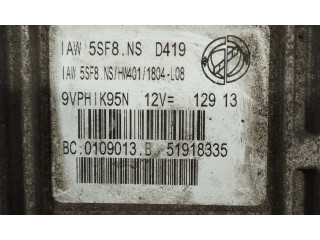 IAW 5SF8.NS D419
IAW 5SF8.NS/HW401/1804-L08
9VPHIK95N 12V= 129 13
BC.0109013.B 51918335